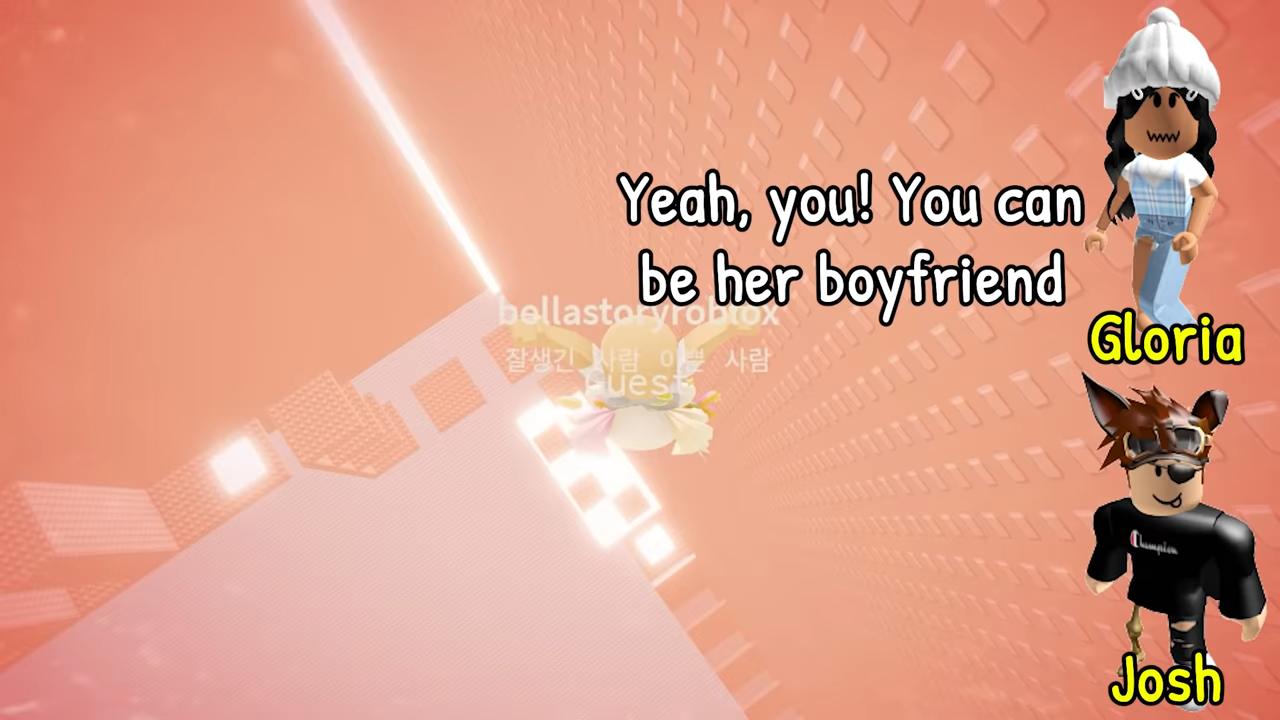 Yeah, you! You can
be her boyfriend
Gloria
bellastoryroblox
잘생긴 사람 이쁜 사람
Guest
Champion
Josh